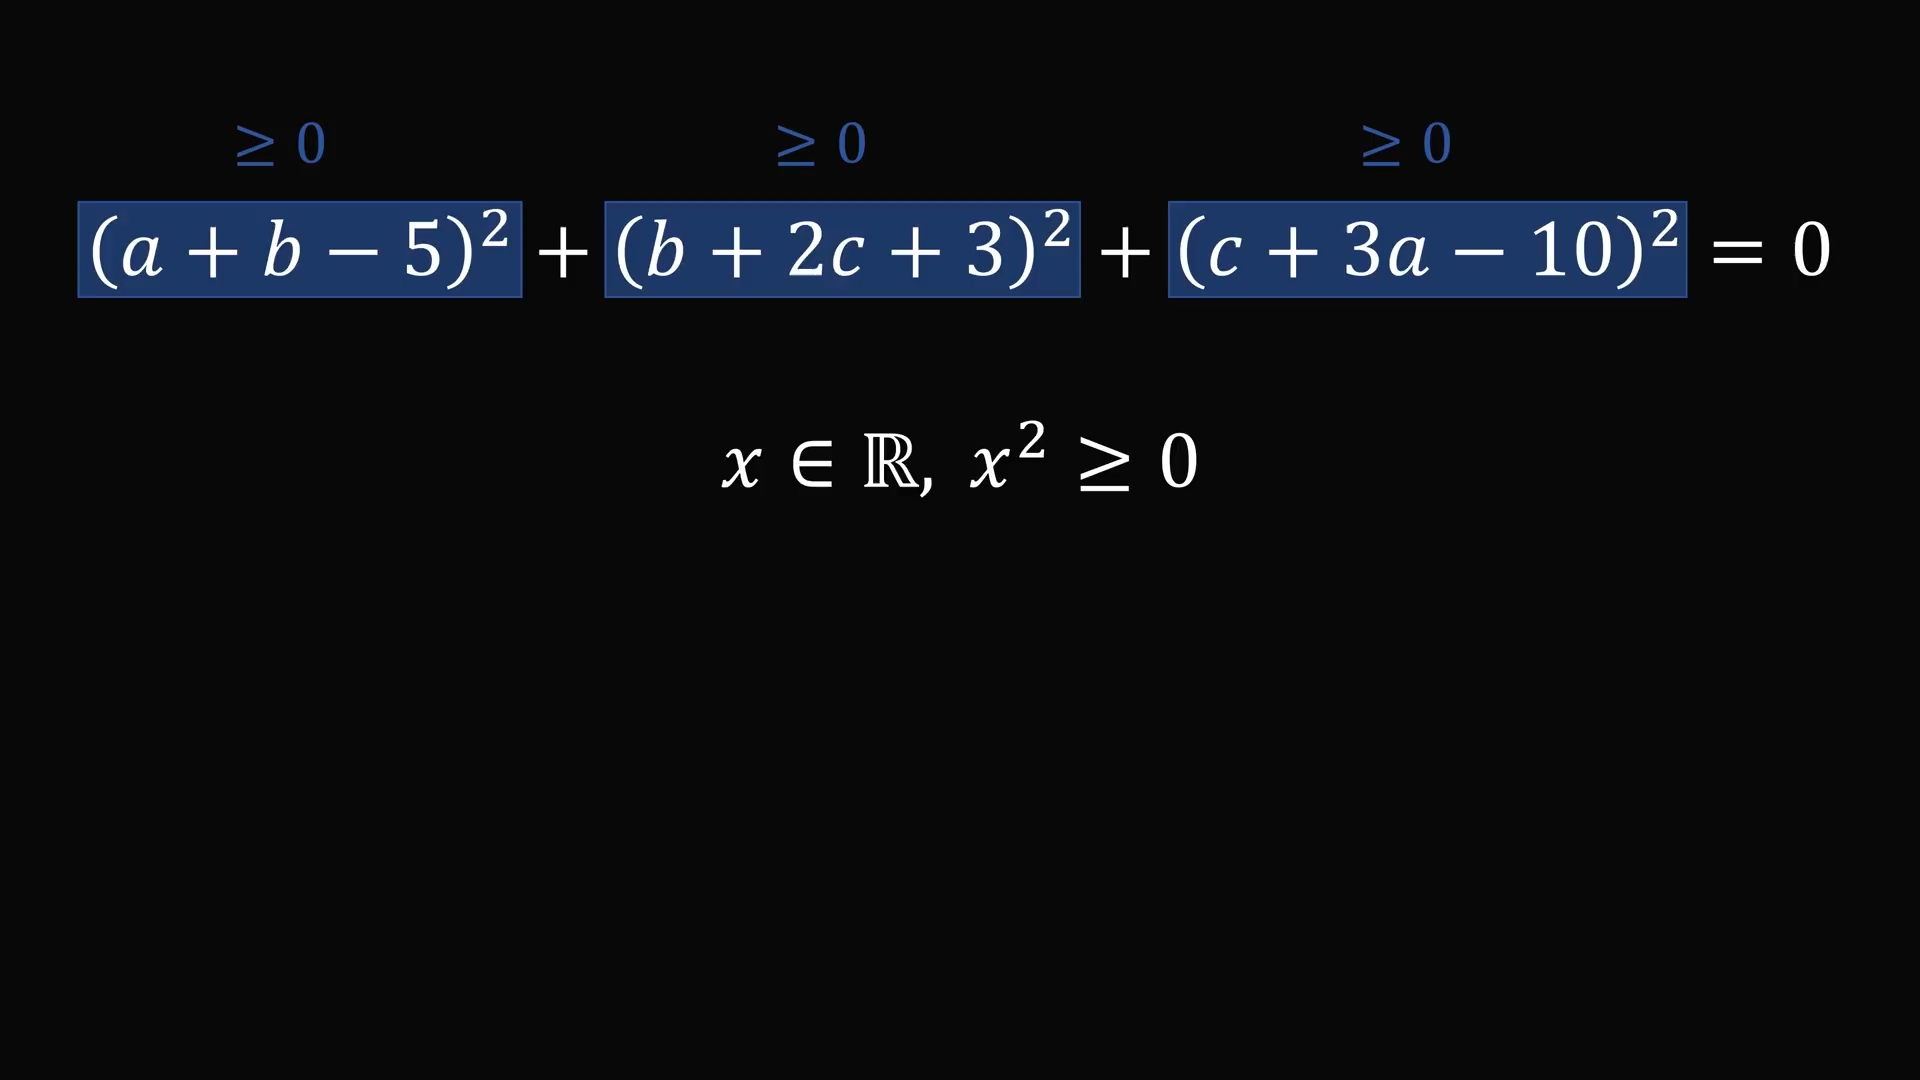 ≥ 0 ≥ 0 ≥ 0
(a + b − 5)² + (b + 2c + 3)² + (c + 3a − 10)² = 0
x ∈ ℝ, x² ≥ 0